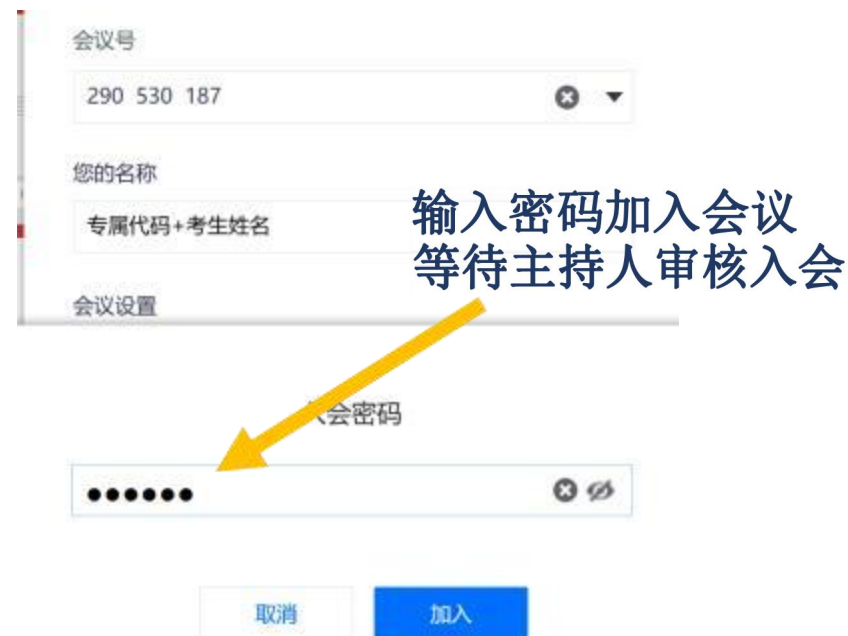 会议号
290 530 187
您的名称
专属代码+考生姓名
输入密码加入会议
等待主持人审核入会
会议设置
会密码
●●●●●●
取消
加入